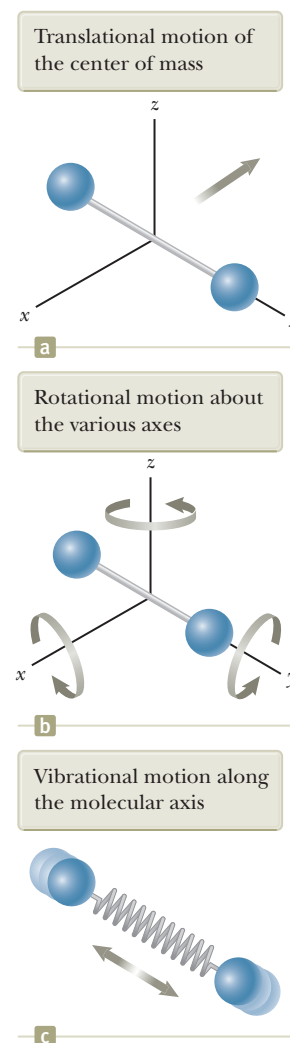 Translational motion of
the center of mass
z
x
a
Rotational motion about
the various axes
z
x
b
Vibrational motion along
the molecular axis
c